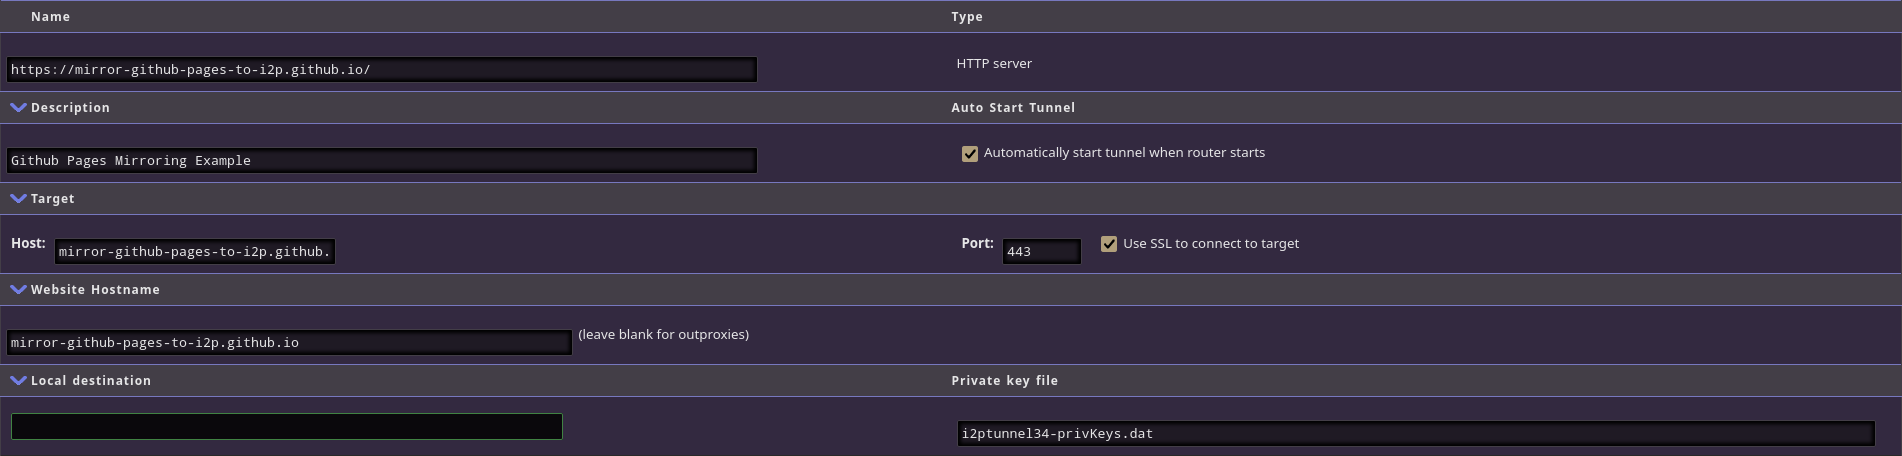 Name Type
https://mirror-github-pages-to-i2p.github.io/ HTTP server
Description Auto Start Tunnel
Github Pages Mirroring Example Automatically start tunnel when router starts
Target
Host: mirror-github-pages-to-i2p.github. Port: 443 Use SSL to connect to target
Website Hostname
mirror-github-pages-to-i2p.github.io (leave blank for outproxies)
Local destination Private key file
i2ptunnel34-privKeys.dat